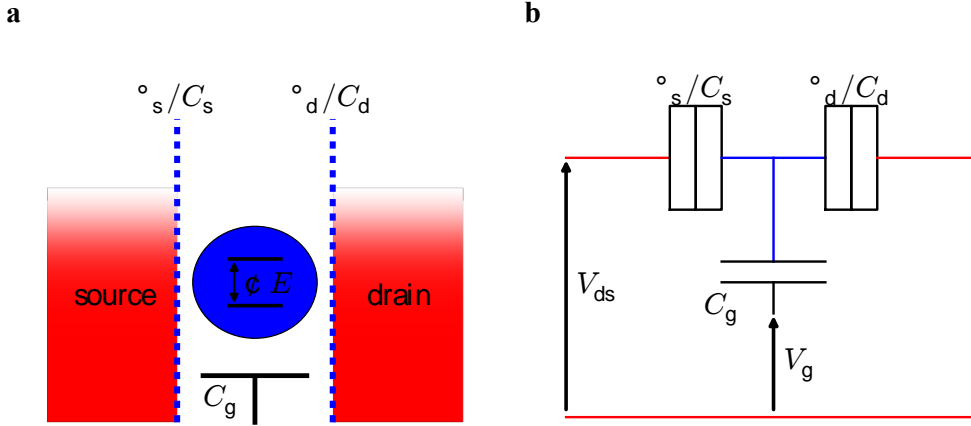 a
b
°s/Cs
°d/Cd
°s/Cs
°d/Cd
¢ E
source
drain
Vds
Cg
Vg
Cg